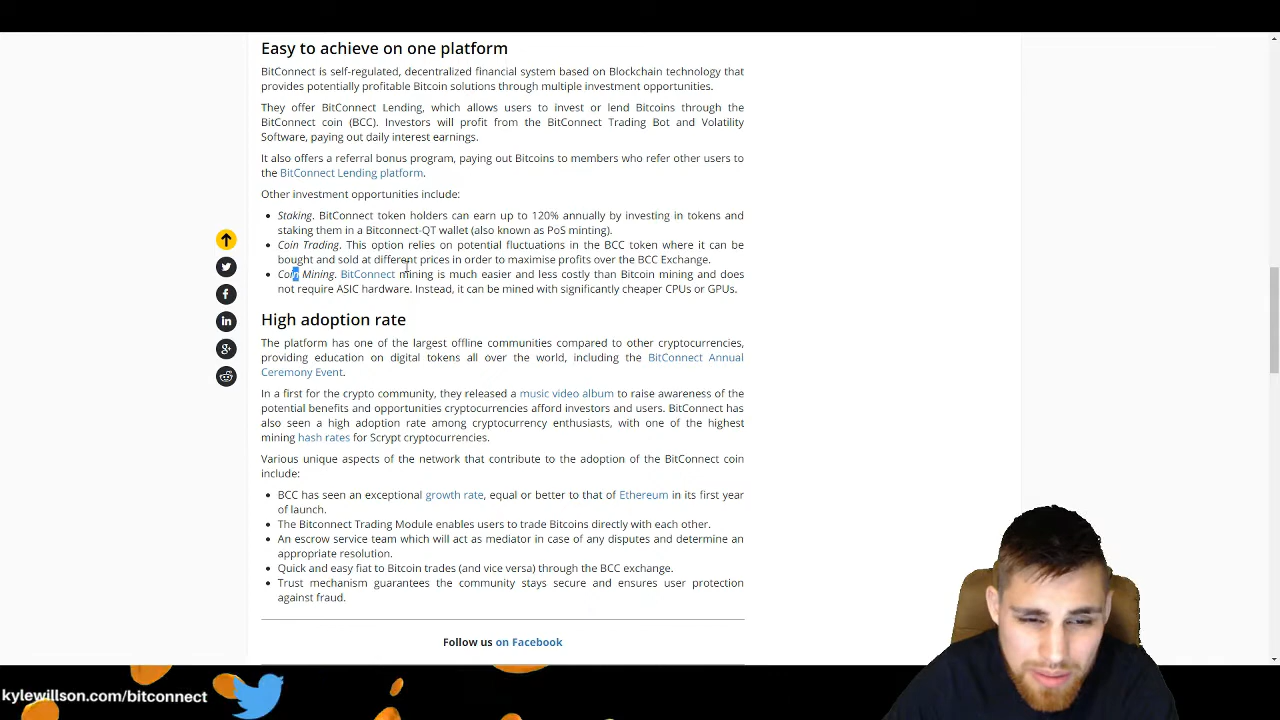 Easy to achieve on one platform
BitConnect is self-regulated, decentralized financial system based on Blockchain technology that
provides potentially profitable Bitcoin solutions through multiple investment opportunities.
They offer BitConnect Lending, which allows users to invest or lend Bitcoins through the
BitConnect coin (BCC). Investors will profit from the BitConnect Trading Bot and Volatility
Software, paying out daily interest earnings.
It also offers a referral bonus program, paying out Bitcoins to members who refer other users to
the BitConnect Lending platform.
Other investment opportunities include:
Staking. BitConnect token holders can earn up to 120% annually by investing in tokens and
staking them in a Bitconnect-QT wallet (also known as PoS minting).
Coin Trading. This option relies on potential fluctuations in the BCC token where it can be
bought and sold at different prices in order to maximise profits over the BCC Exchange.
Coin Mining. BitConnect mining is much easier and less costly than Bitcoin mining and does
not require ASIC hardware. Instead, it can be mined with significantly cheaper CPUs or GPUs.
High adoption rate
The platform has one of the largest offline communities compared to other cryptocurrencies,
providing education on digital tokens all over the world, including the BitConnect Annual
Ceremony Event.
In a first for the crypto community, they released a music video album to raise awareness of the
potential benefits and opportunities cryptocurrencies afford investors and users. BitConnect has
also seen a high adoption rate among cryptocurrency enthusiasts, with one of the highest
mining hash rates for Scrypt cryptocurrencies.
Various unique aspects of the network that contribute to the adoption of the BitConnect coin
include:
BCC has seen an exceptional growth rate, equal or better to that of Ethereum in its first year
of launch.
The Bitconnect Trading Module enables users to trade Bitcoins directly with each other.
An escrow service team which will act as mediator in case of any disputes and determine an
appropriate resolution.
Quick and easy fiat to Bitcoin trades (and vice versa) through the BCC exchange.
Trust mechanism guarantees the community stays secure and ensures user protection
against fraud.
Follow us on Facebook
kylewillson.com/bitconnect